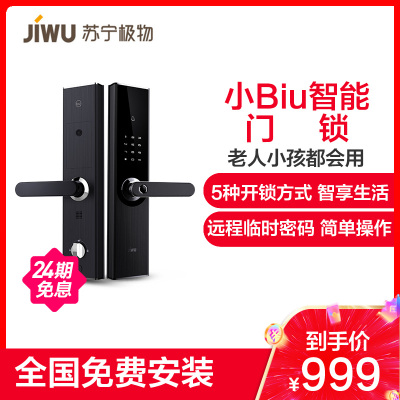 JIWU 苏宁极物
小Biu智能
门 锁
老人小孩都会用
5种开锁方式 智享生活
远程临时密码 简单操作
24期
免息
到手价
¥999
全国免费安装